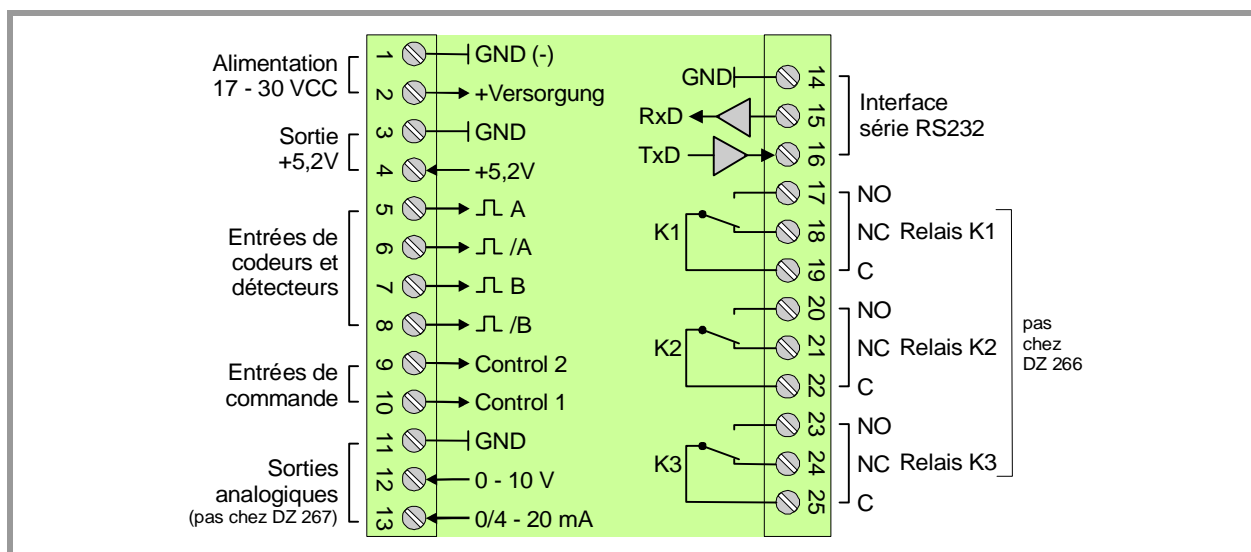 Alimentation
17 - 30 VCC
1 GND (-)
2 +Versorgung
Sortie
+5,2V
3 GND
4 +5,2V
Entrées de
codeurs et
détecteurs
5 A
6 /A
7 B
8 /B
Entrées de
commande
9 Control 2
10 Control 1
Sorties
analogiques
(pas chez DZ 267)
11 GND
12 0 - 10 V
13 0/4 - 20 mA
GND 14
RxD 15
TxD 16
Interface
série RS232
17 NO
K1 18 NC Relais K1
19 C
20 NO
K2 21 NC Relais K2
22 C
23 NO
K3 24 NC Relais K3
25 C
pas
chez
DZ 266